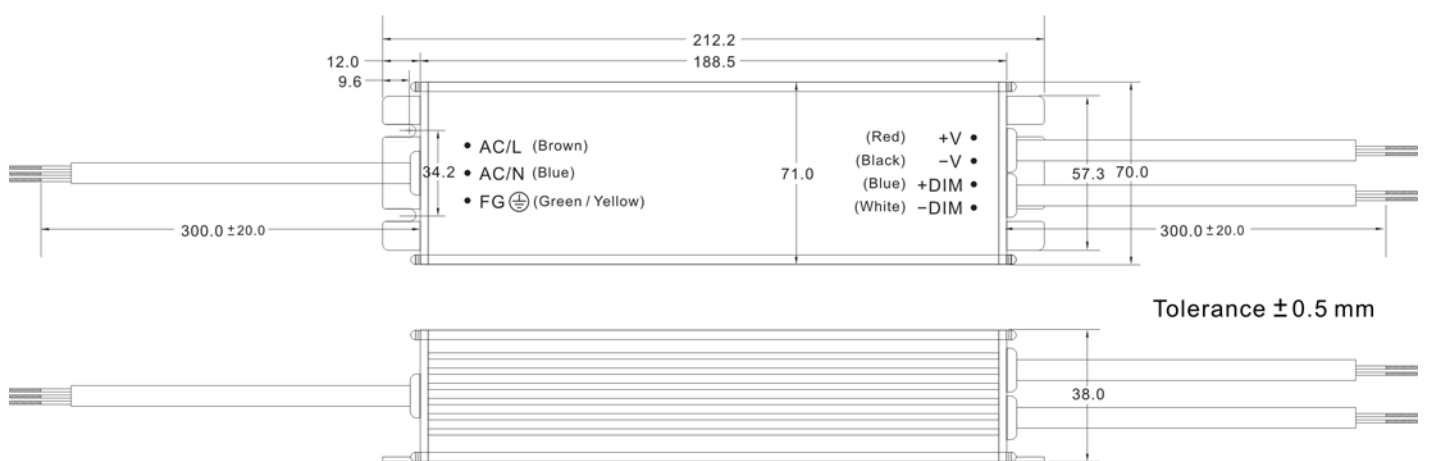 212.2
12.0
188.5
9.6
(Red) +V •
• AC/L (Brown)
(Black) −V •
34.2 • AC/N (Blue)
71.0
57.3 70.0
(Blue) +DIM •
• FG ⏚ (Green / Yellow)
(White) −DIM •
300.0 ±20.0
300.0 ±20.0
Tolerance ±0.5 mm
38.0